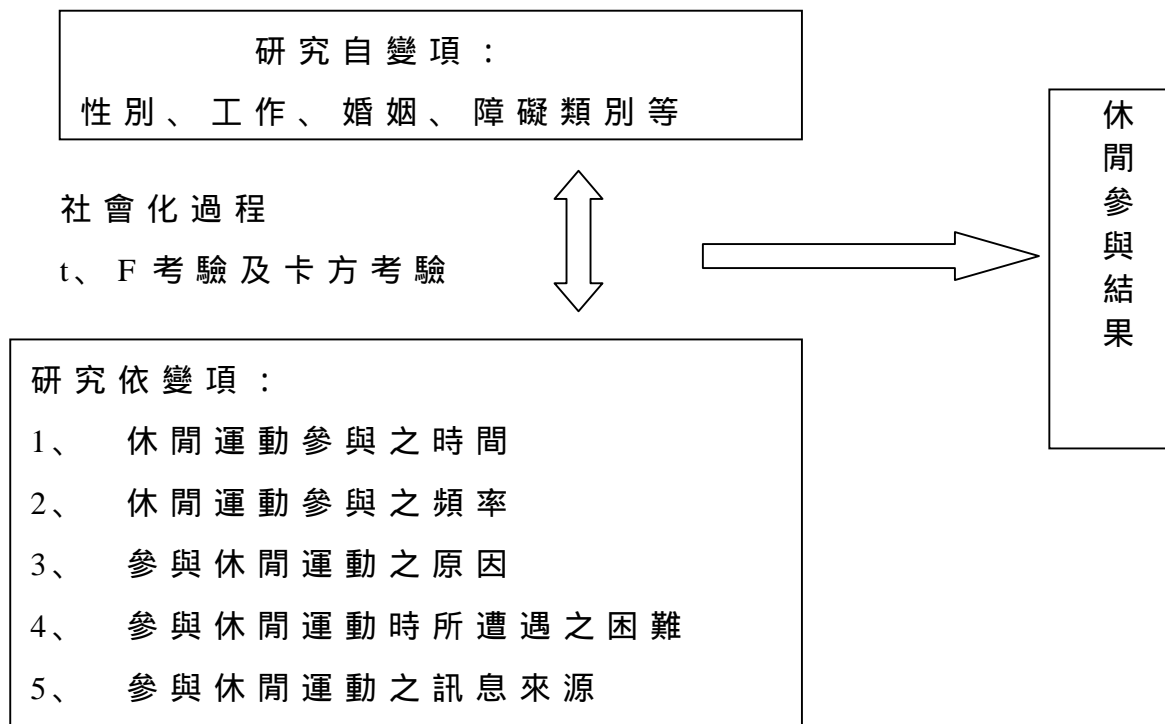 研究自變項：
性別、工作、婚姻、障礙類別等
社會化過程
t、F 考驗及卡方考驗
休閒參與結果
研究依變項：
1、 休閒運動參與之時間
2、 休閒運動參與之頻率
3、 參與休閒運動之原因
4、 參與休閒運動時所遭遇之困難
5、 參與休閒運動之訊息來源